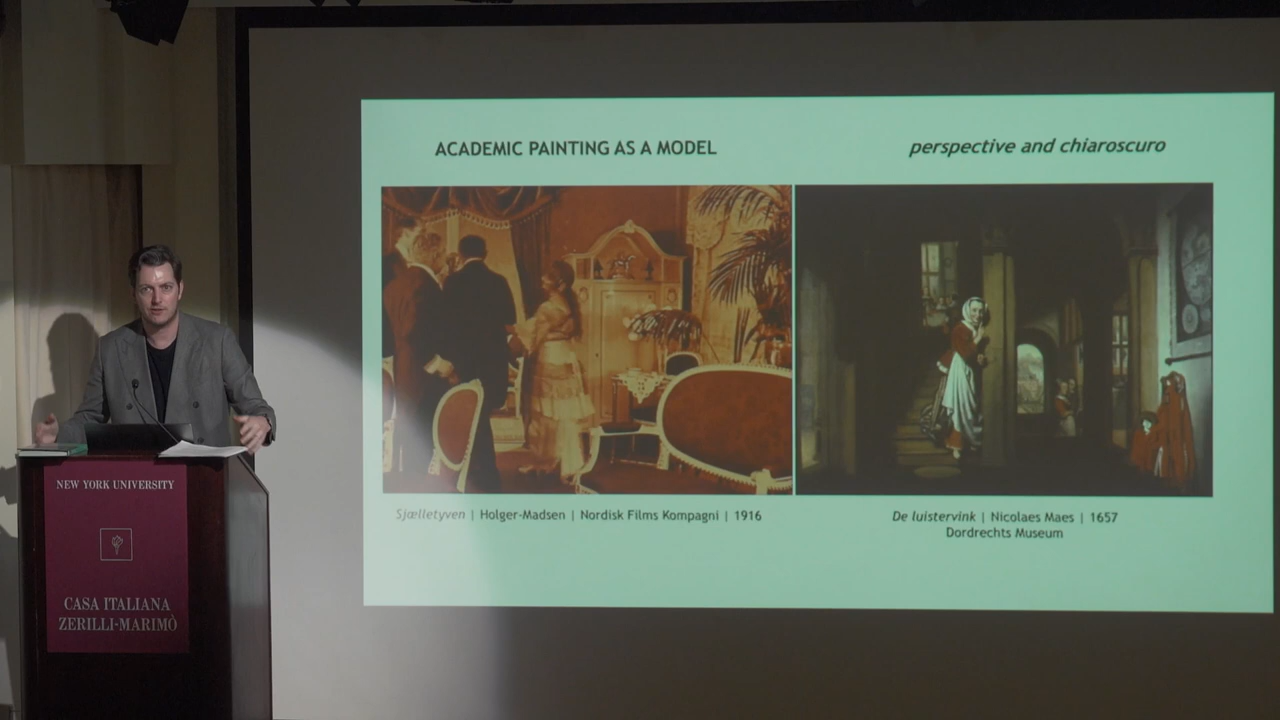 ACADEMIC PAINTING AS A MODEL
perspective and chiaroscuro
Sjælletyven | Holger-Madsen | Nordisk Films Kompagni | 1916
De luistervink | Nicolaes Maes | 1657
Dordrechts Museum
NEW YORK UNIVERSITY
CASA ITALIANA
ZERILLI-MARIMÒ